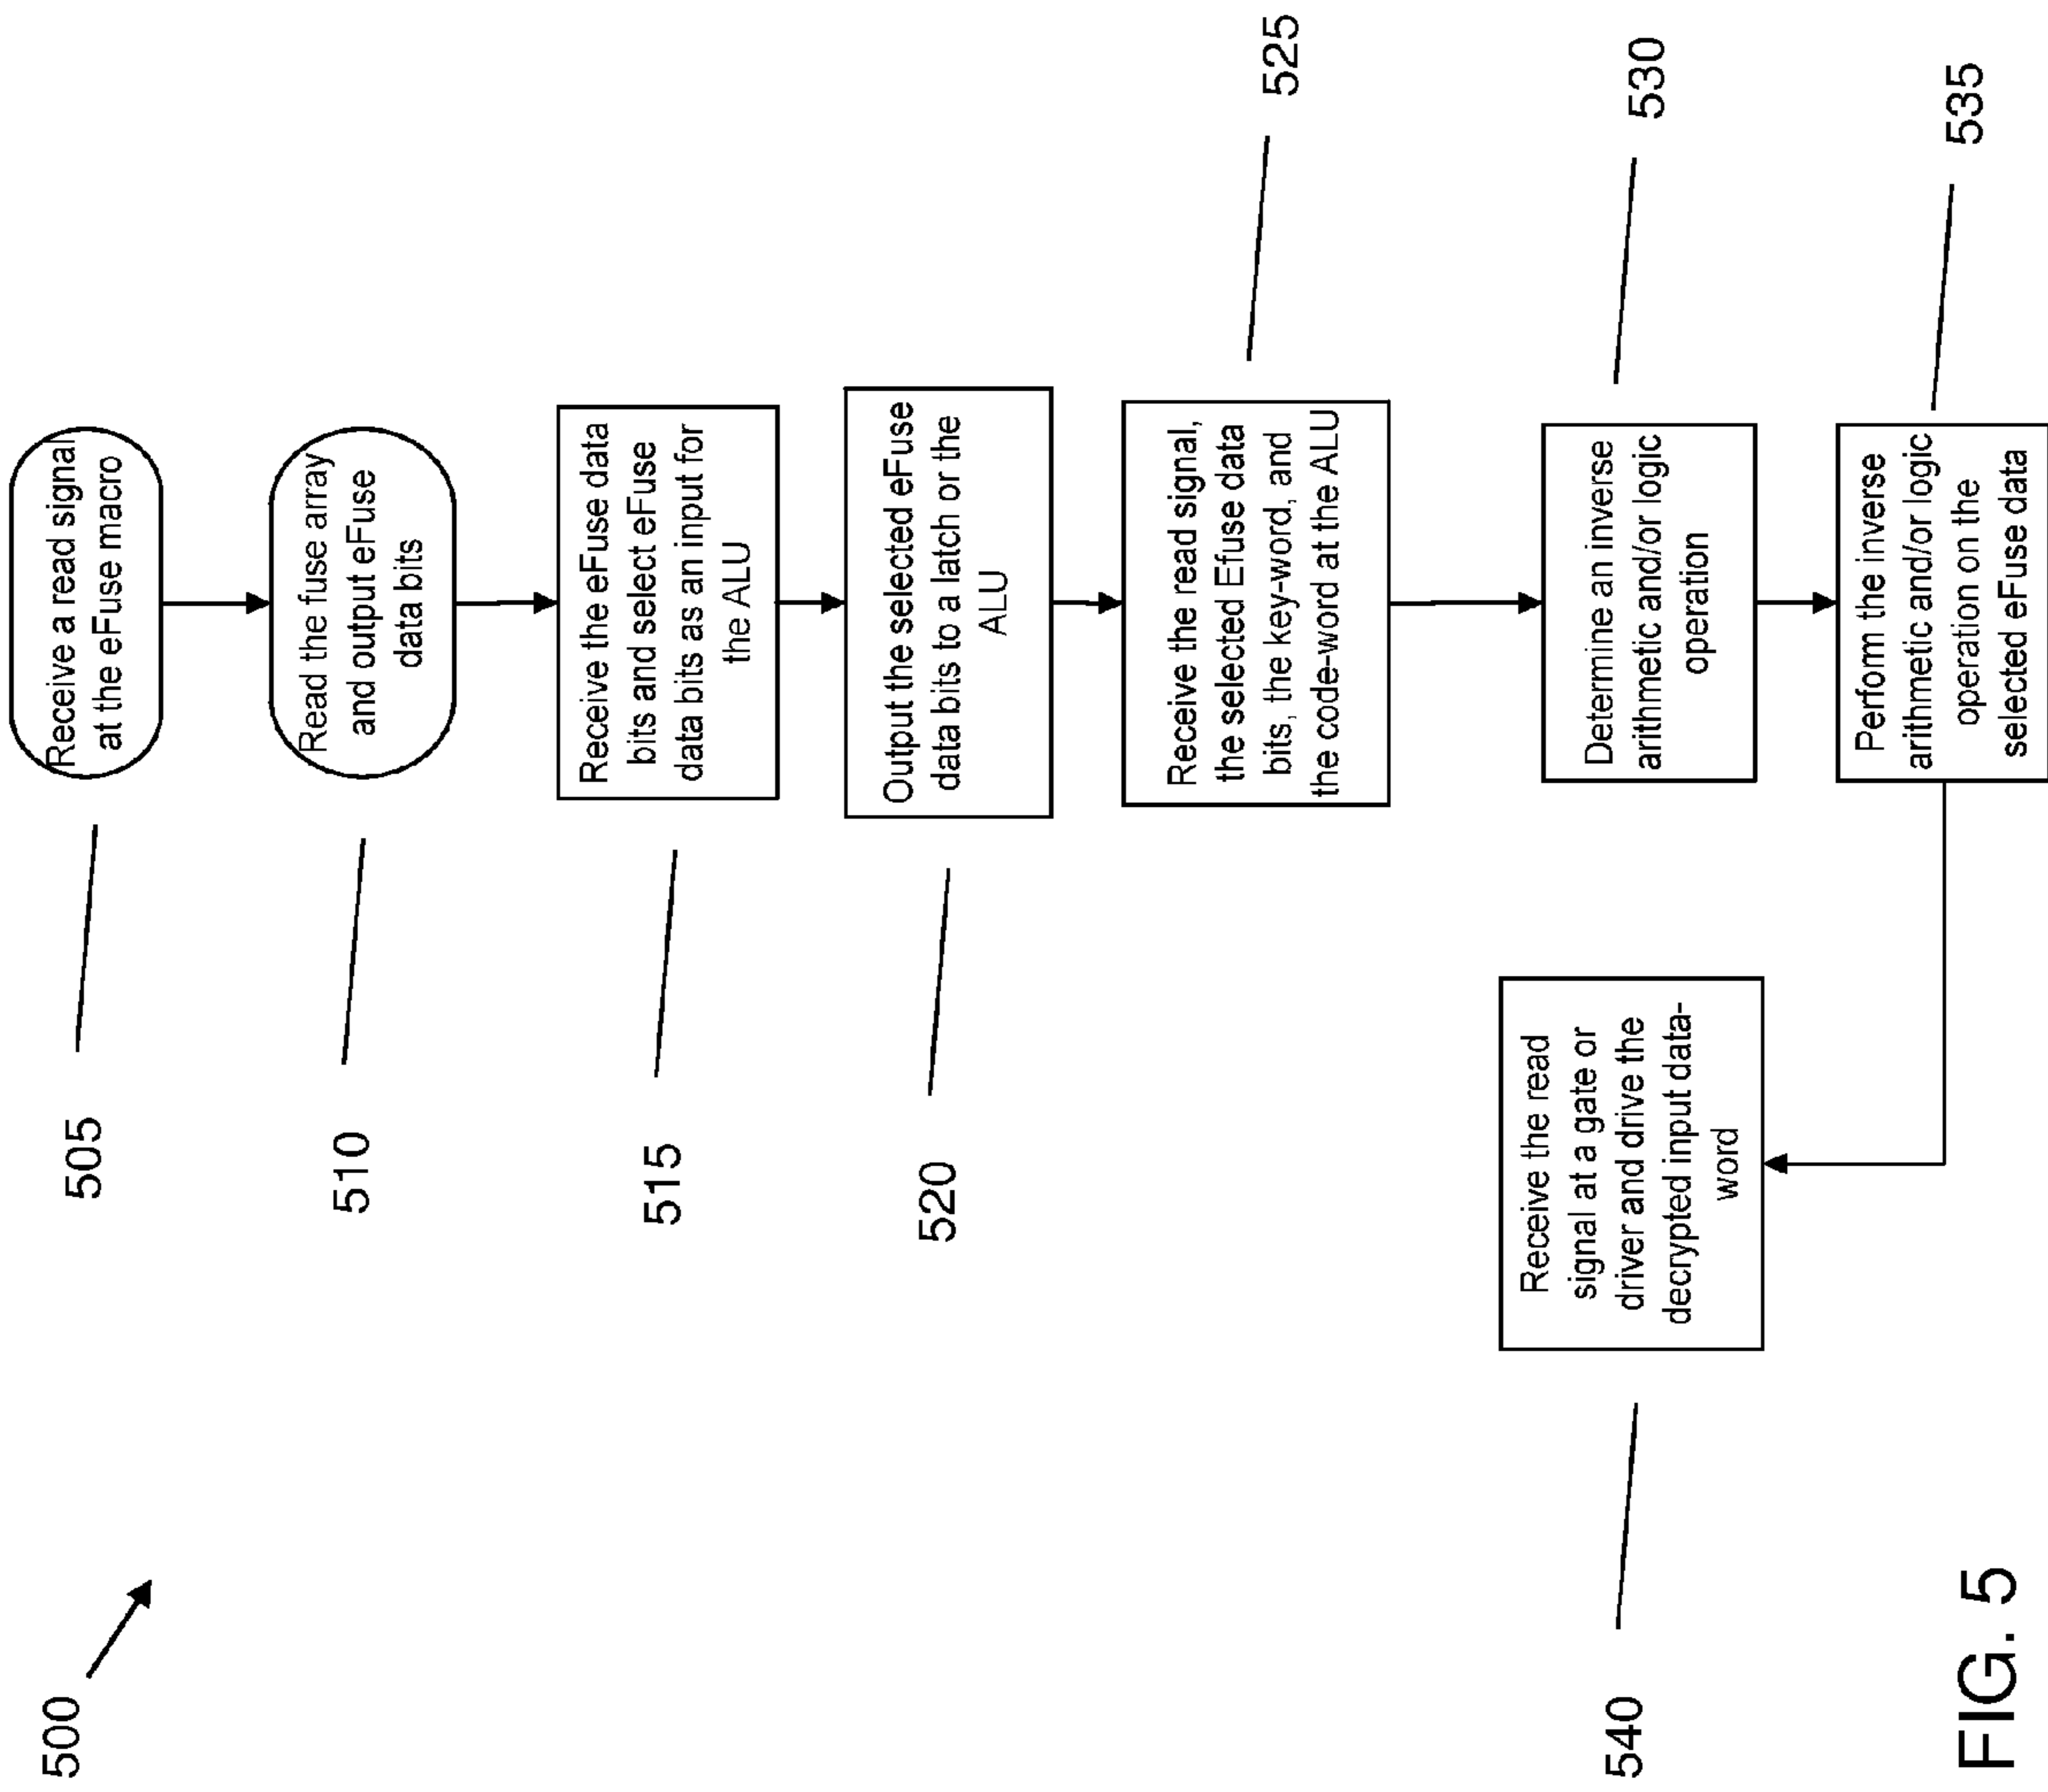 500
505
Receive a read signal
at the eFuse macro
510
Read the fuse array
and output eFuse
data bits
515
Receive the eFuse data
bits and select eFuse
data bits as an input for
the ALU
520
Output the selected eFuse
data bits to a latch or the
ALU
525
Receive the read signal,
the selected Efuse data
bits, the key-word, and
the code-word at the ALU
530
Determine an inverse
arithmetic and/or logic
operation
535
Perform the inverse
arithmetic and/or logic
operation on the
selected eFuse data
540
Receive the read
signal at a gate or
driver and drive the
decrypted input data-
word
FIG. 5